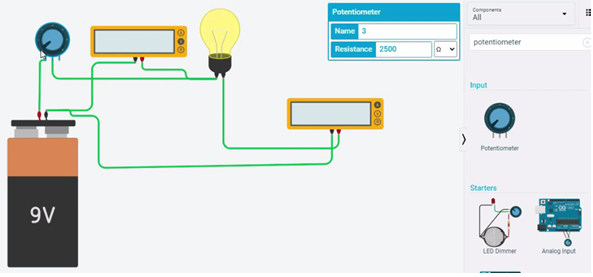 Potentiometer
Name 3
Resistance 2500 Ω
Components
All
potentiometer
Input
Potentiometer
Starters
LED Dimmer
Analog Input
9V